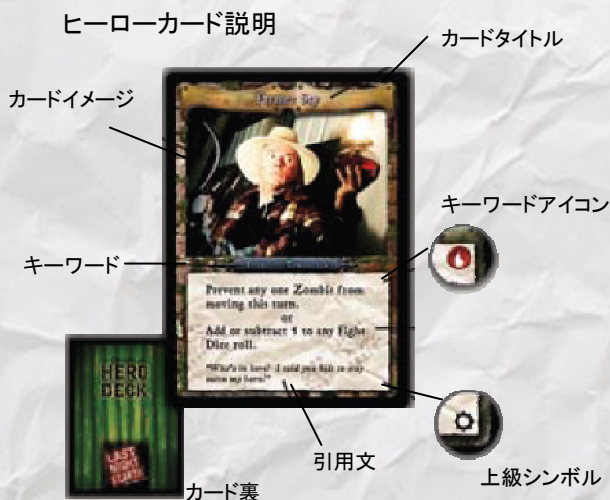 ヒーローカード説明
カードタイトル
カードイメージ
キーワードアイコン
キーワード
Prevent any one Zombie from
moving this turn.
or
Add or subtract 1 to any Fight
Dice roll.
HERO
DECK
LAST
NIGHT
引用文
上級シンボル
カード裏